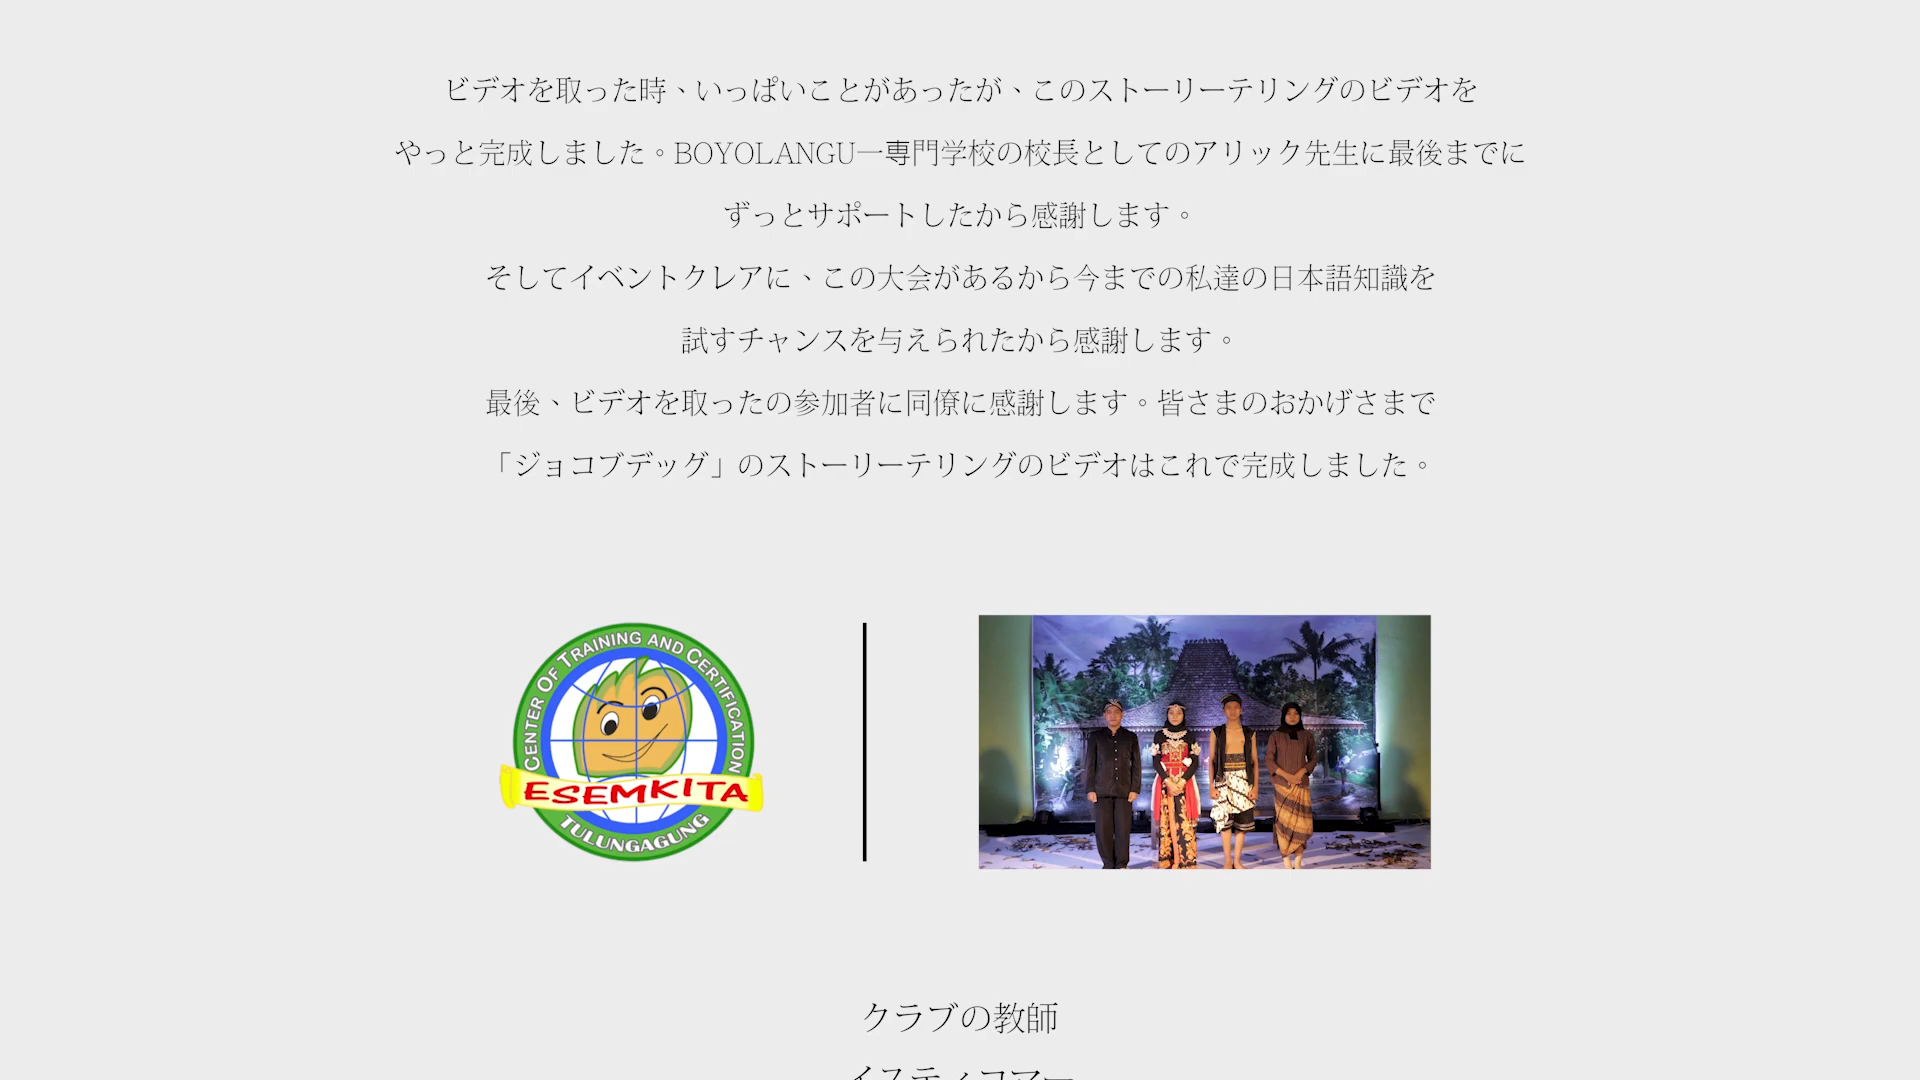 ビデオを取った時、いっぱいことがあったが、このストーリーテリングのビデオを
やっと完成しました。BOYOLANGU一専門学校の校長としてのアリック先生に最後までに
ずっとサポートしたから感謝します。
そしてイベントクレアに、この大会があるから今までの私達の日本語知識を
試すチャンスを与えられたから感謝します。
最後、ビデオを取ったの参加者に同僚に感謝します。皆さまのおかげさまで
「ジョコブデッグ」のストーリーテリングのビデオはこれで完成しました。
CENTER OF TRAINING AND CERTIFICATION
ESEMKITA
TULUNGAGUNG
クラブの教師
イスティコマー